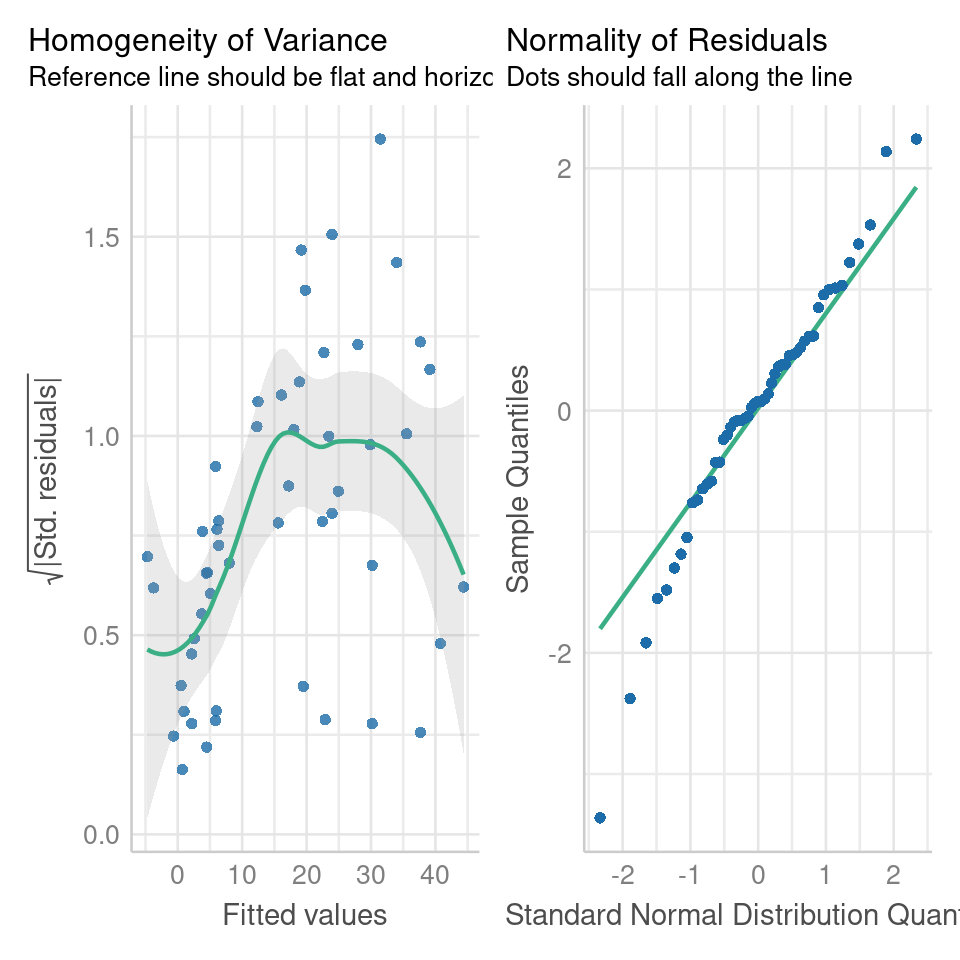 Homogeneity of Variance
Reference line should be flat and horizo
√|Std. residuals|
1.5
1.0
0.5
0.0
0 10 20 30 40
Fitted values
Normality of Residuals
Dots should fall along the line
Sample Quantiles
2
0
-2
-2 -1 0 1 2
Standard Normal Distribution Quant